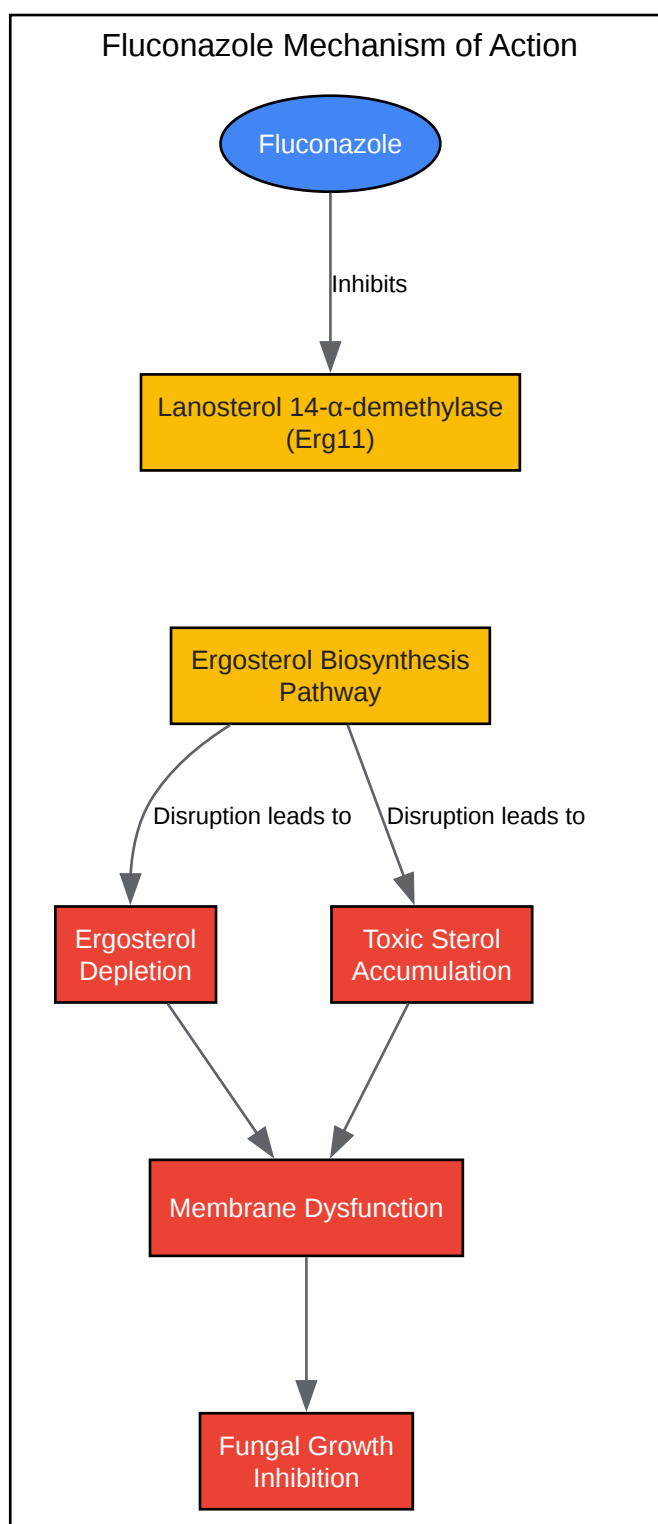 Fluconazole Mechanism of Action
Fluconazole
Inhibits
Lanosterol 14-α-demethylase
(Erg11)
Ergosterol Biosynthesis
Pathway
Disruption leads to
Disruption leads to
Ergosterol
Depletion
Toxic Sterol
Accumulation
Membrane Dysfunction
Fungal Growth
Inhibition